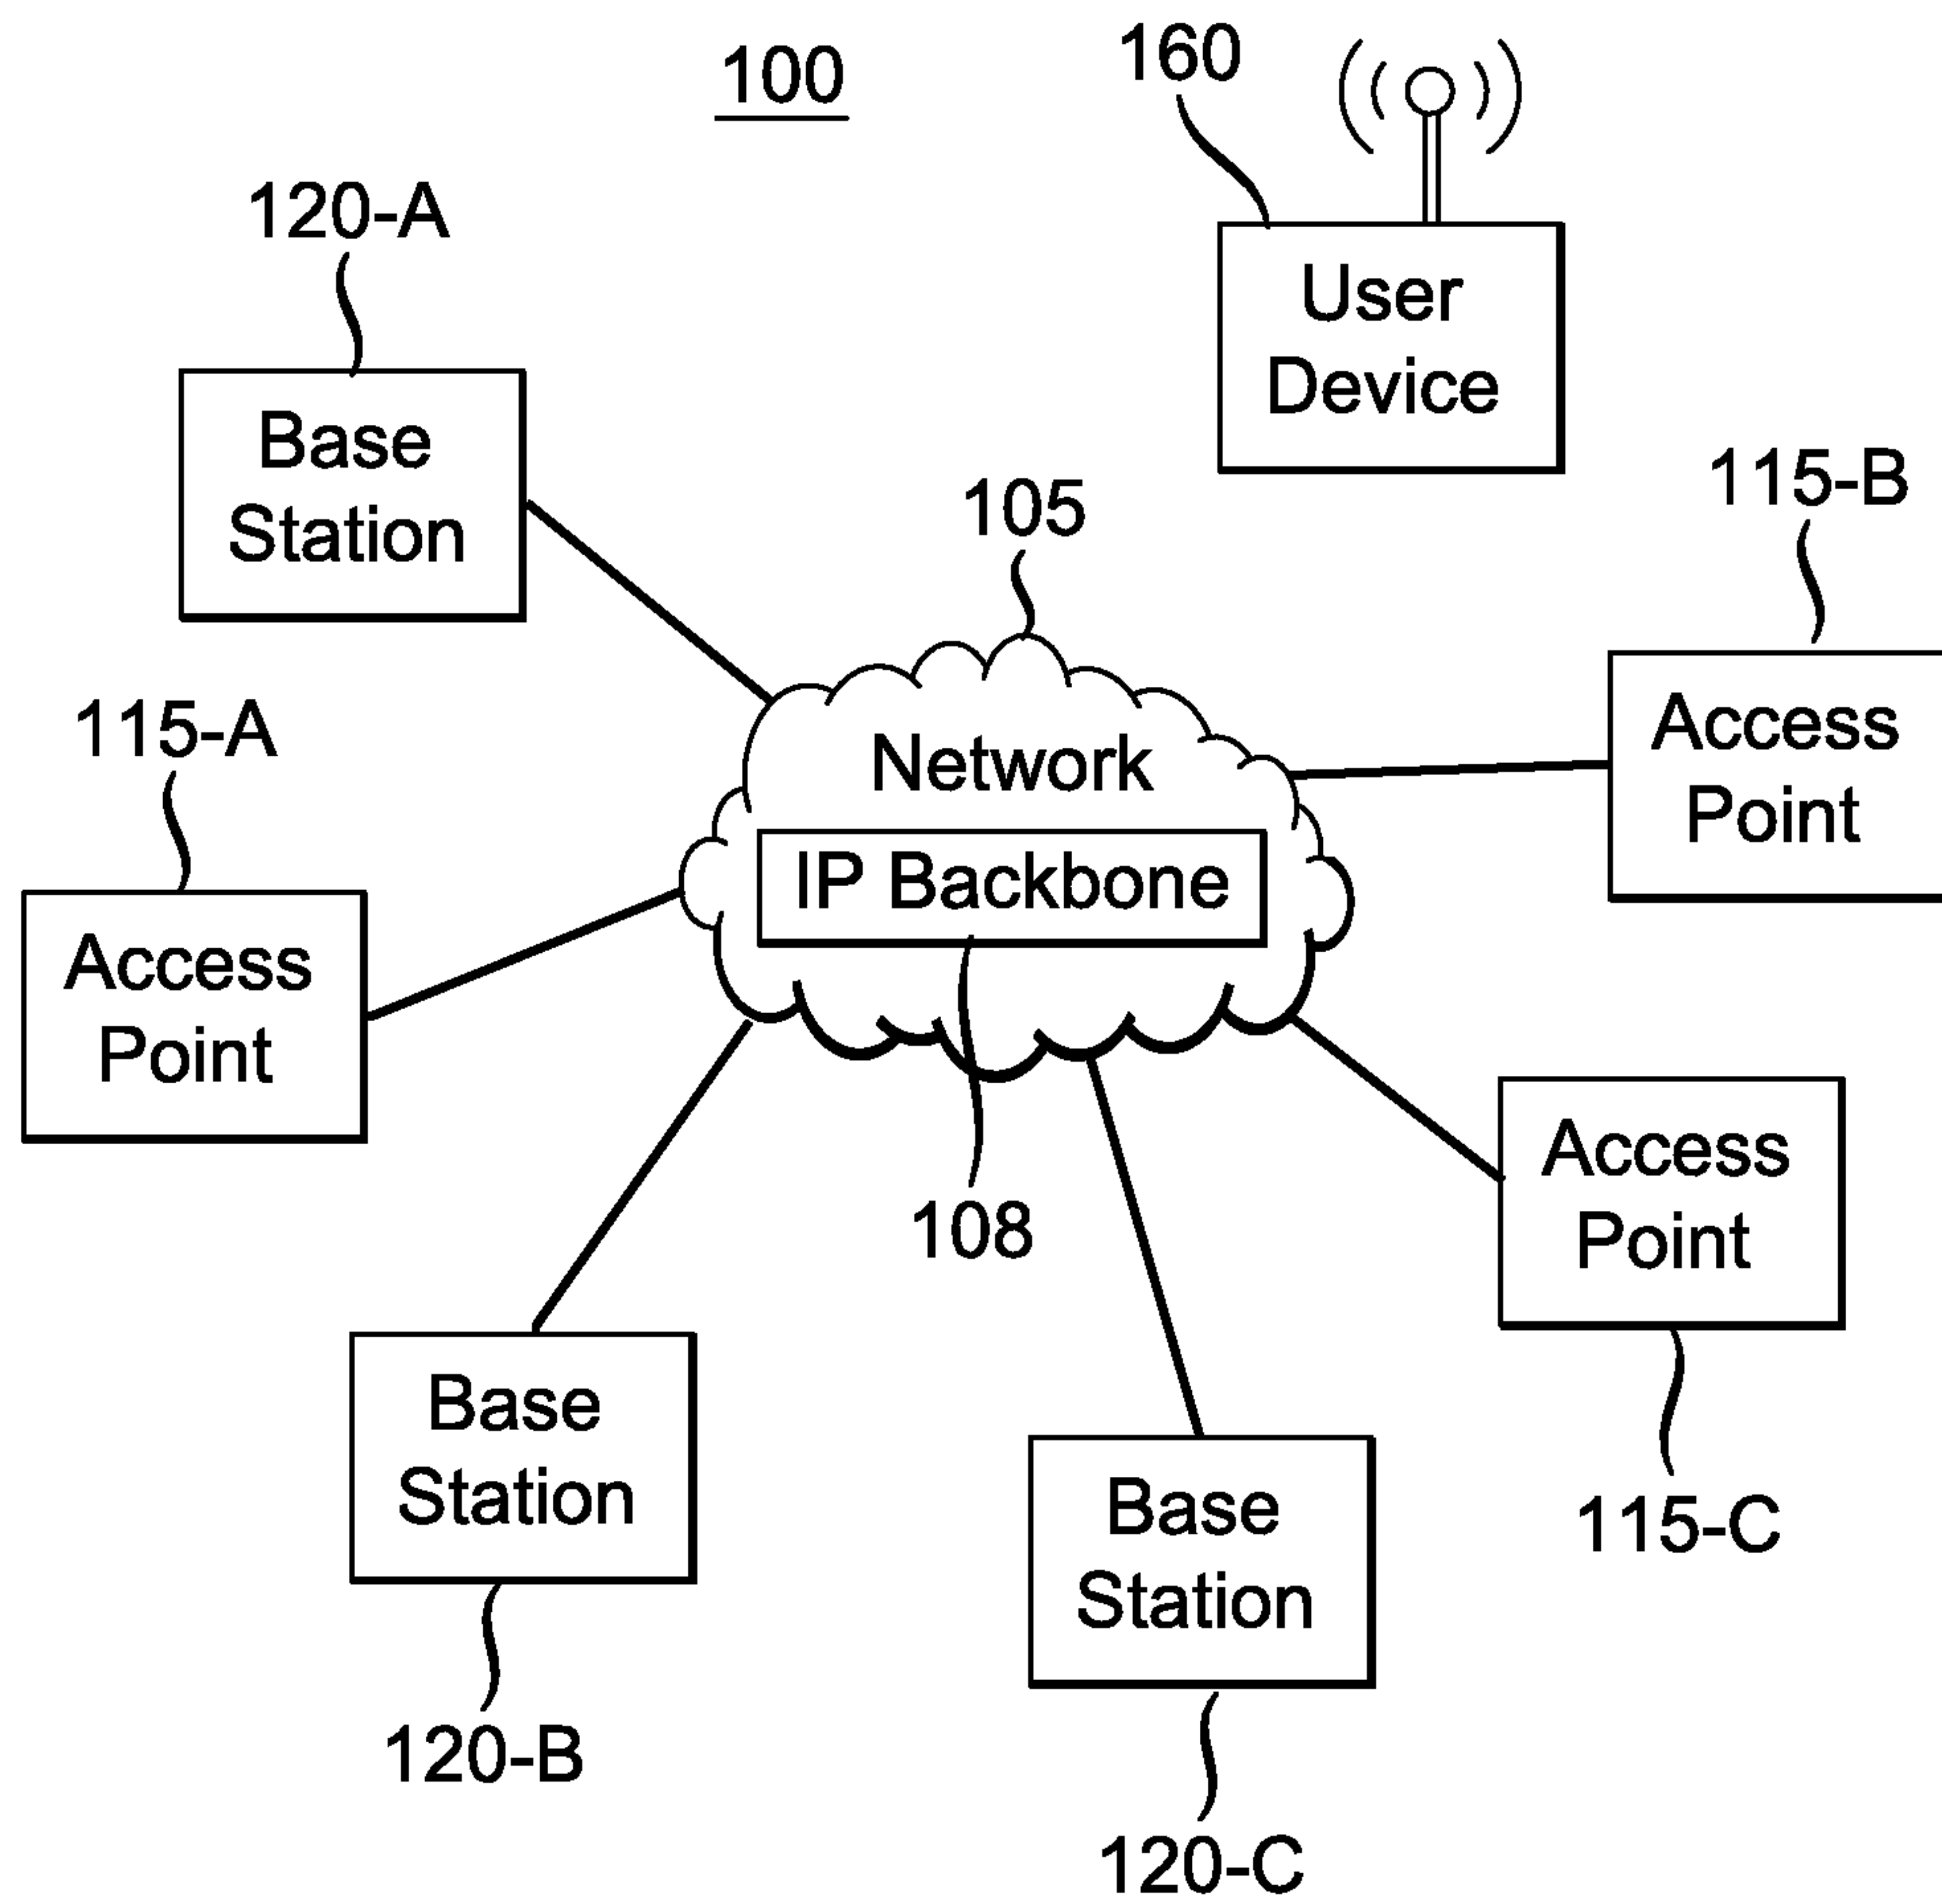 100
160
120-A
User
Device
Base
Station
105
115-B
115-A
Network
Access
Point
IP Backbone
Access
Point
108
Access
Point
Base
Station
Base
Station
115-C
120-B
120-C